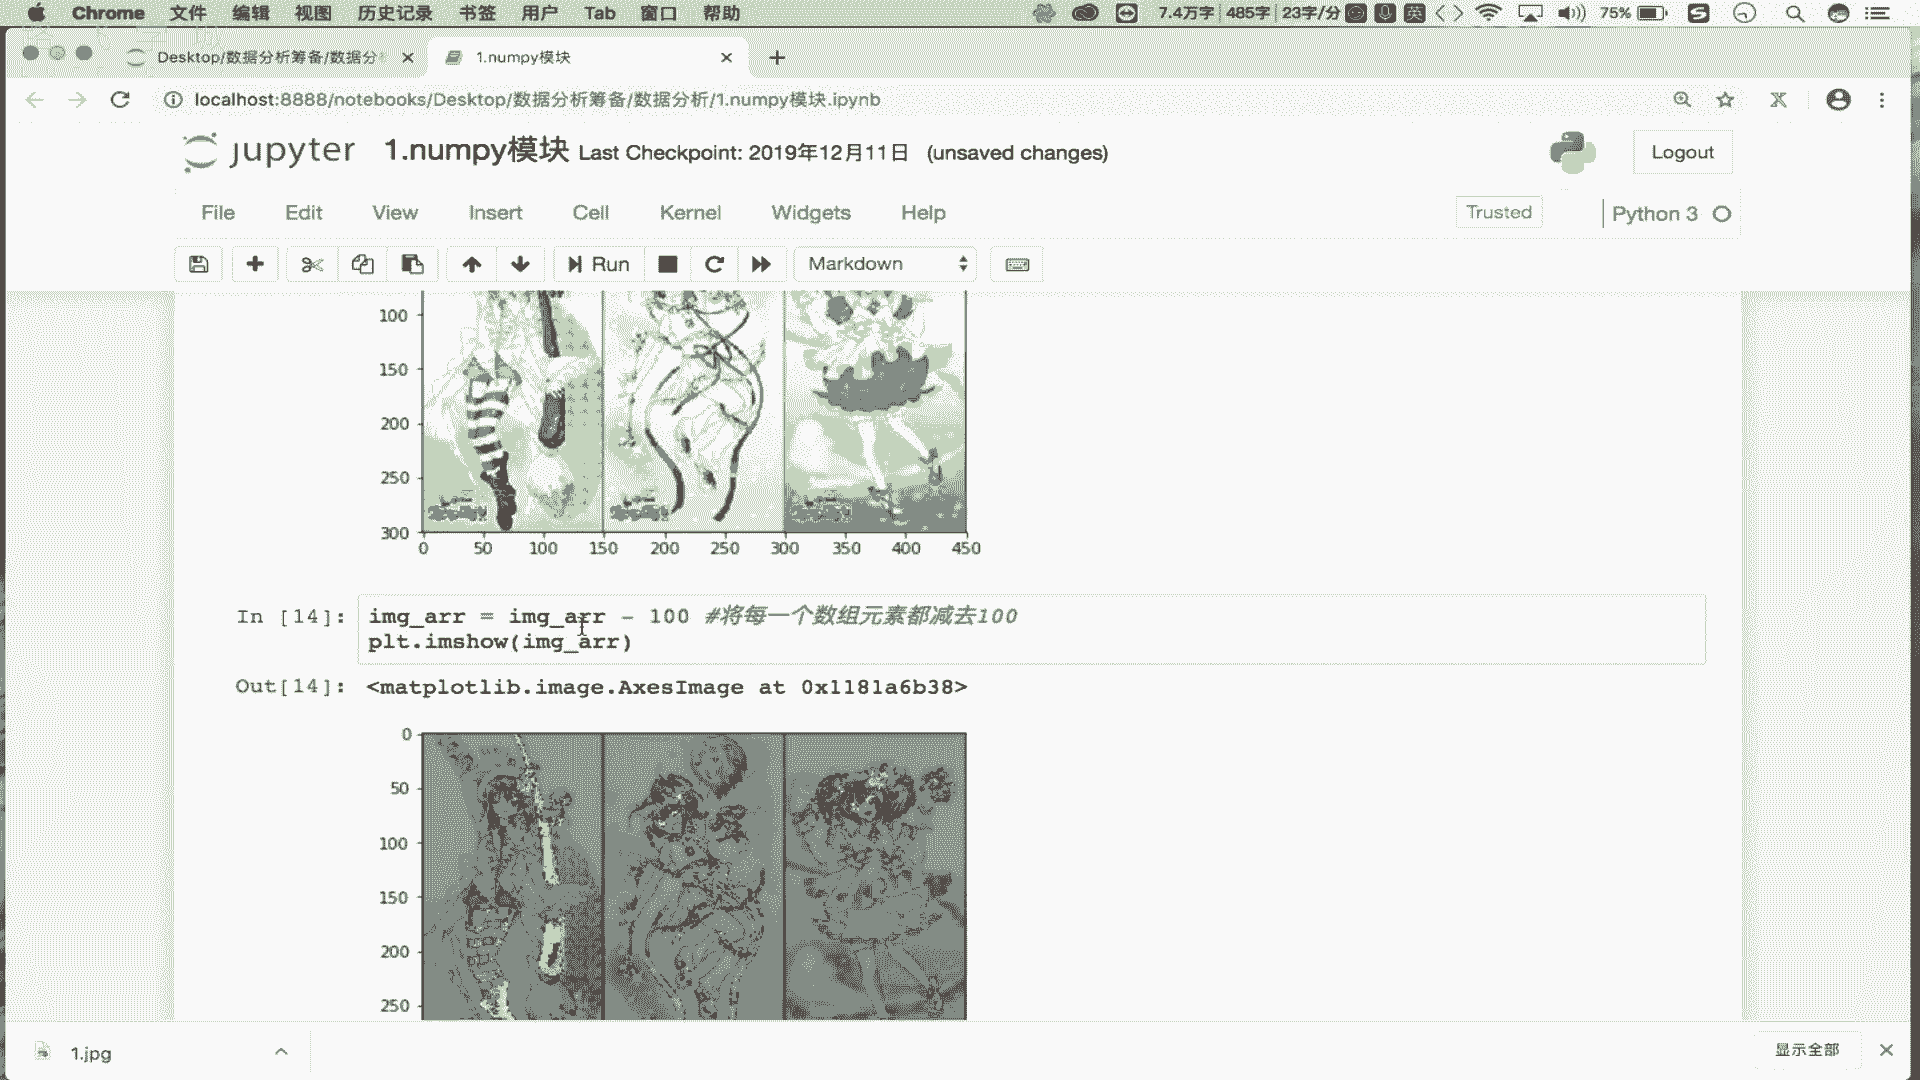 Chrome 文件 编辑 视图 历史记录 书签 用户 Tab 窗口 帮助 7.4万字 485字 23字/分 英 75%
Desktop/数据分析筹备/数据分 1.numpy模块
localhost:8888/notebooks/Desktop/数据分析筹备/数据分析/1.numpy模块.ipynb
jupyter 1.numpy模块 Last Checkpoint: 2019年12月11日 (unsaved changes) Logout
File Edit View Insert Cell Kernel Widgets Help Trusted Python 3
Run Markdown
100
150
200
250
300
0 50 100 150 200 250 300 350 400 450
In [14]: img_arr = img_arr - 100 #将每一个数组元素都减去100
plt.imshow(img_arr)
Out[14]: <matplotlib.image.AxesImage at 0x1181a6b38>
0
50
100
150
200
250
1.jpg 显示全部